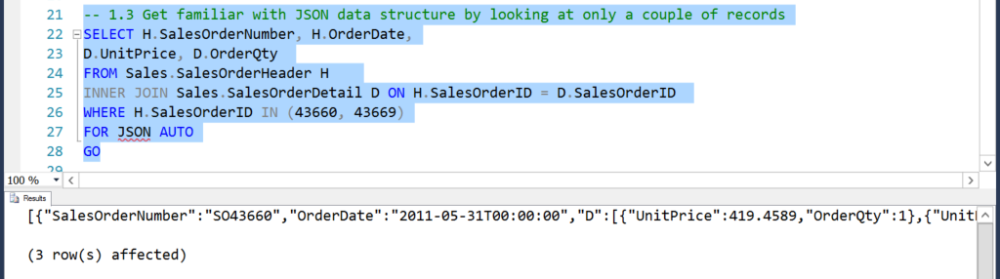 21 -- 1.3 Get familiar with JSON data structure by looking at only a couple of records
22 SELECT H.SalesOrderNumber, H.OrderDate,
23 D.UnitPrice, D.OrderQty
24 FROM Sales.SalesOrderHeader H
25 INNER JOIN Sales.SalesOrderDetail D ON H.SalesOrderID = D.SalesOrderID
26 WHERE H.SalesOrderID IN (43660, 43669)
27 FOR JSON AUTO
28 GO
29
100 %
Results
[{"SalesOrderNumber":"SO43660","OrderDate":"2011-05-31T00:00:00","D":[{"UnitPrice":419.4589,"OrderQty":1},{"Unit
(3 row(s) affected)